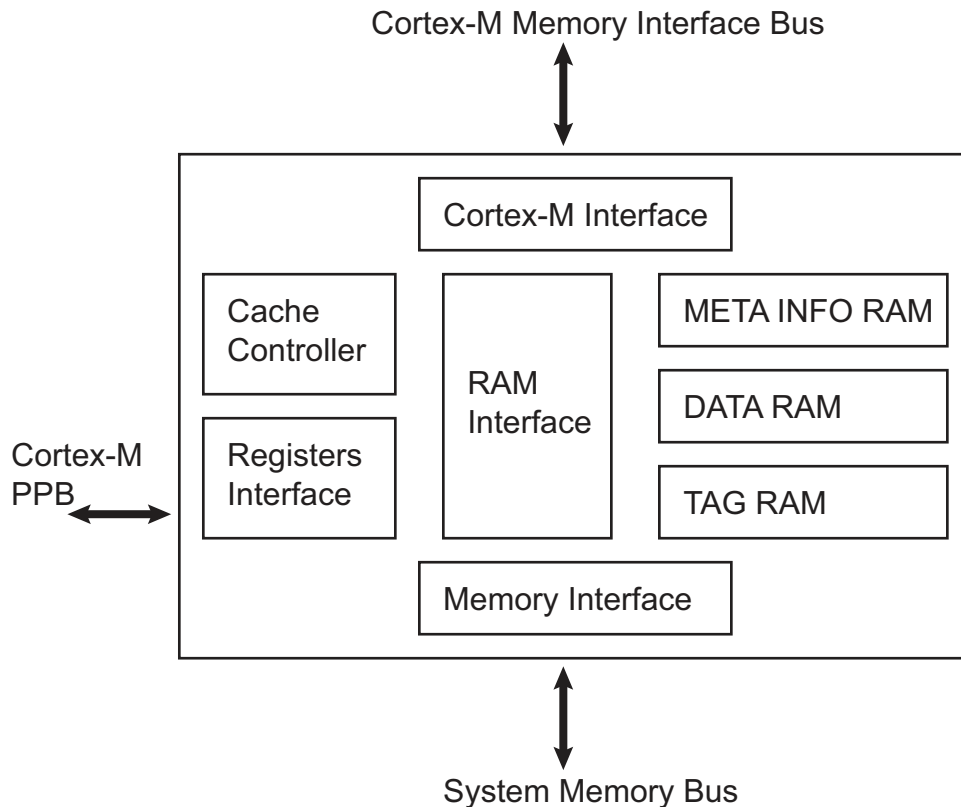 Cortex-M Memory Interface Bus
Cortex-M Interface
Cache
Controller
RAM
Interface
META INFO RAM
DATA RAM
TAG RAM
Cortex-M
PPB
Registers
Interface
Memory Interface
System Memory Bus